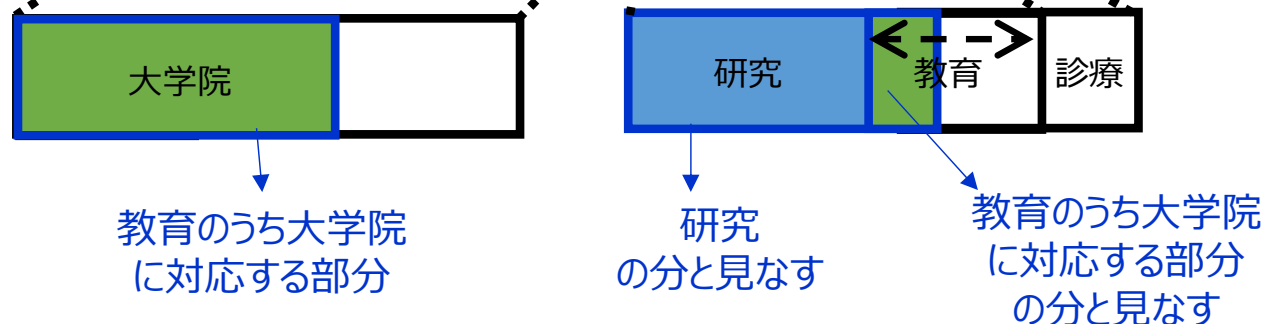 大学院
教育のうち大学院
に対応する部分
研究
教育
診療
研究
の分と見なす
教育のうち大学院
に対応する部分
の分と見なす